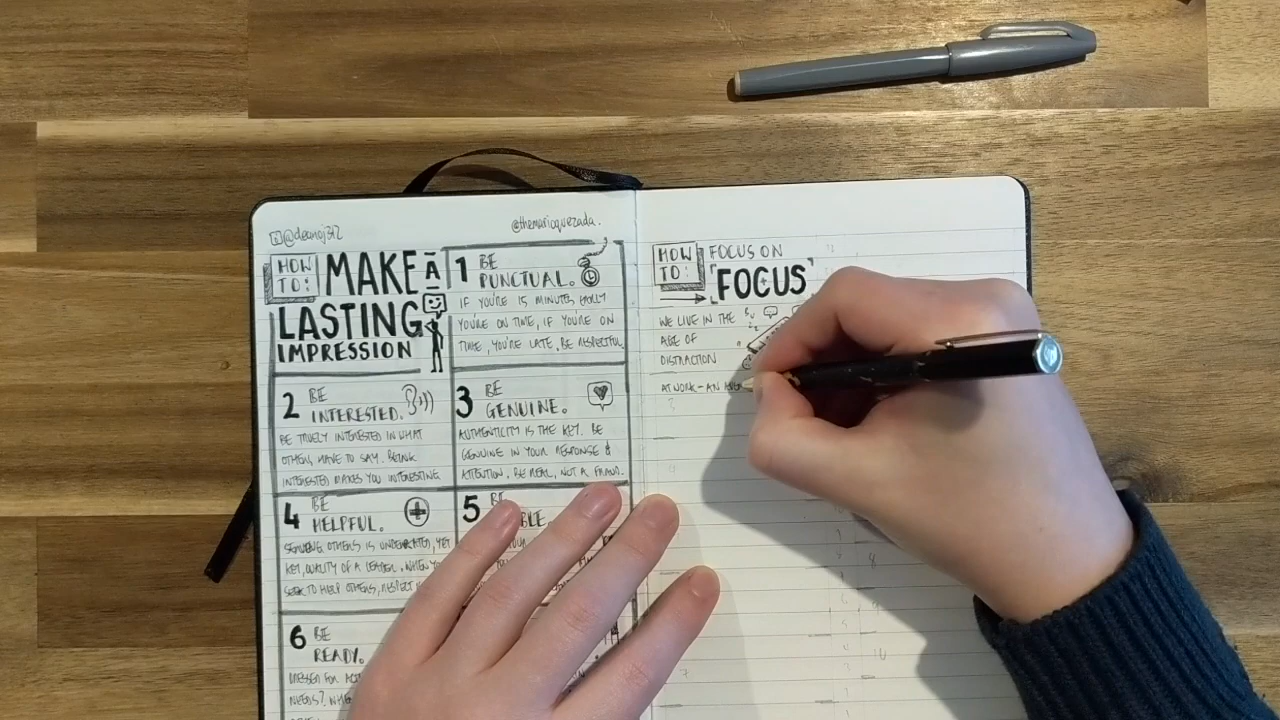 @deanoj312
@themarioquezada.
HOW TO:
MAKE A
LASTING
IMPRESSION
1 BE
PUNCTUAL.
IF YOU'RE 15 MINUTES EARLY
YOU'RE ON TIME, IF YOU'RE ON
TIME, YOU'RE LATE. BE RESPECTFUL.
2 BE
INTERESTED.
BE TRUELY INTERESTED IN WHAT
OTHERS HAVE TO SAY. BEING
INTERESTED MAKES YOU INTERESTING
3 BE
GENUINE.
AUTHENTICITY IS THE KEY. BE
GENUINE IN YOUR RESPONSE &
ATTENTION. BE REAL, NOT A FRAUD.
4 BE
HELPFUL.
SERVING OTHERS IS UNDERRATED, YET
KEY, QUALITY OF A LEADER. WHEN
SEEK TO HELP OTHERS,
5 BE
6 BE
READY.
NEEDS?
HOW TO:
FOCUS ON
FOCUS
WE LIVE IN THE
AGE OF
DISTRACTION
AT WORK - AN